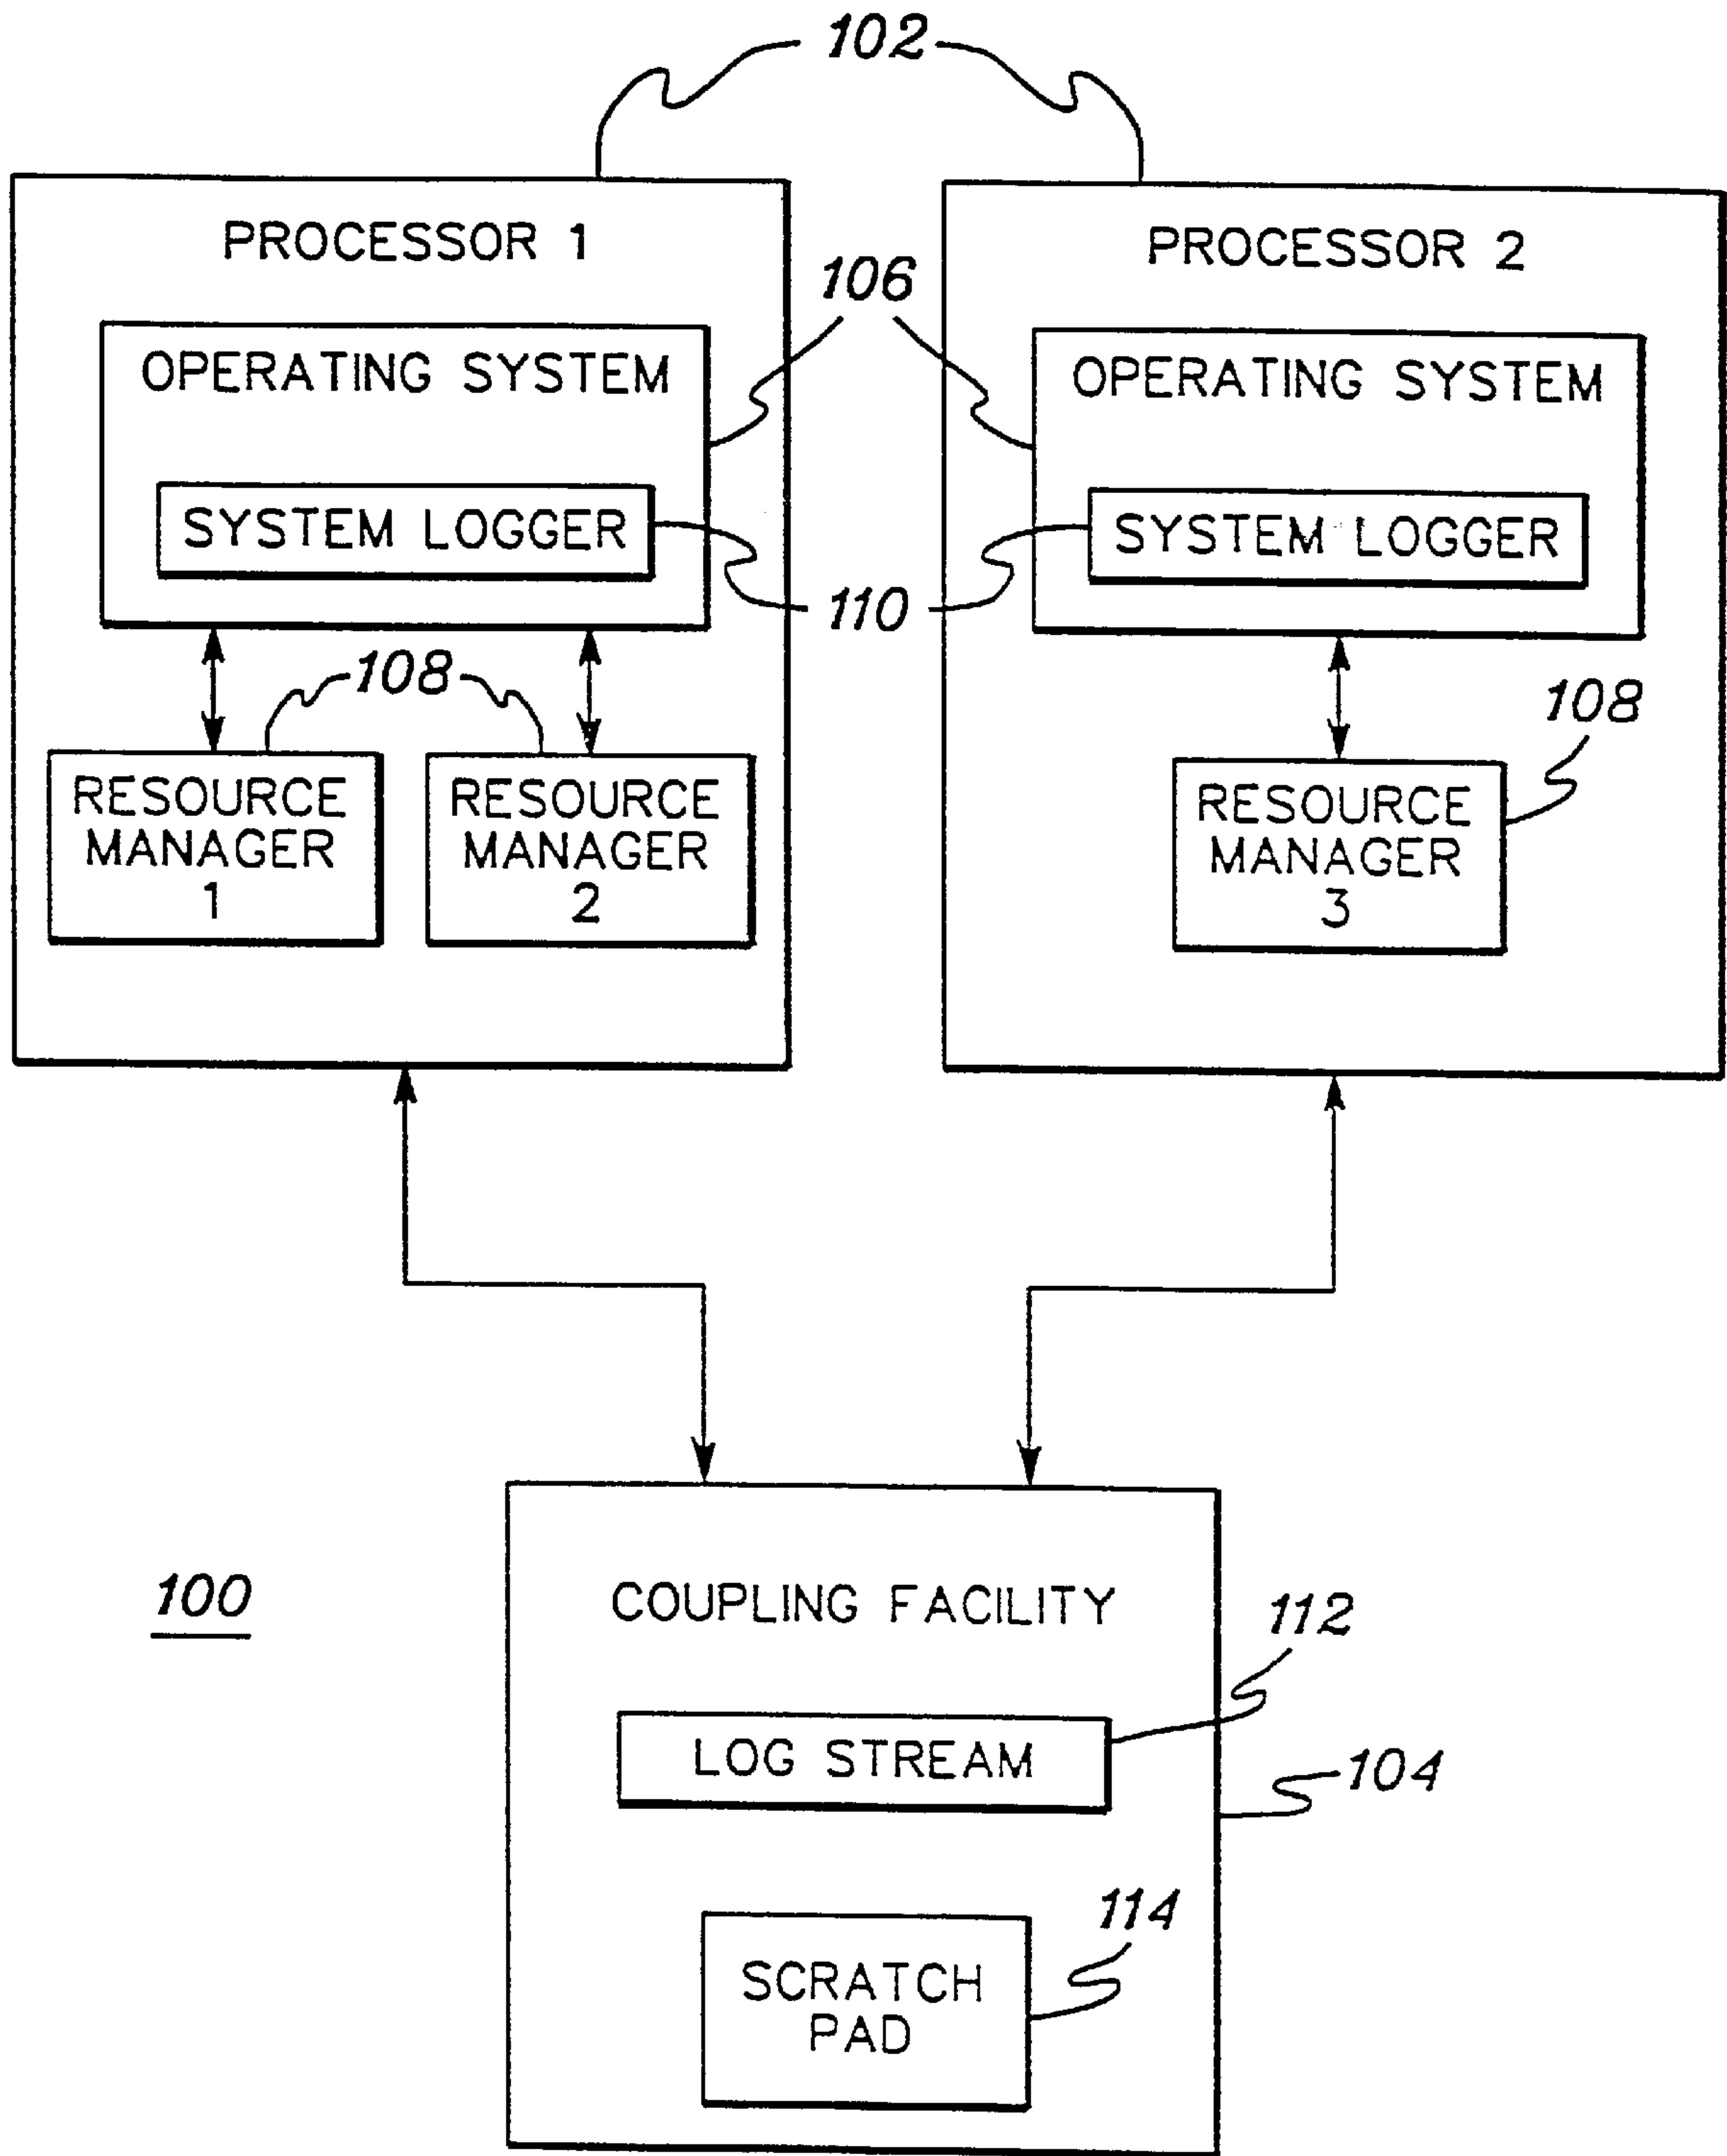 102
PROCESSOR 1
PROCESSOR 2
106
OPERATING SYSTEM
OPERATING SYSTEM
SYSTEM LOGGER
SYSTEM LOGGER
110
108
108
RESOURCE
MANAGER
1
RESOURCE
MANAGER
2
RESOURCE
MANAGER
3
100
COUPLING FACILITY
112
LOG STREAM
104
114
SCRATCH
PAD